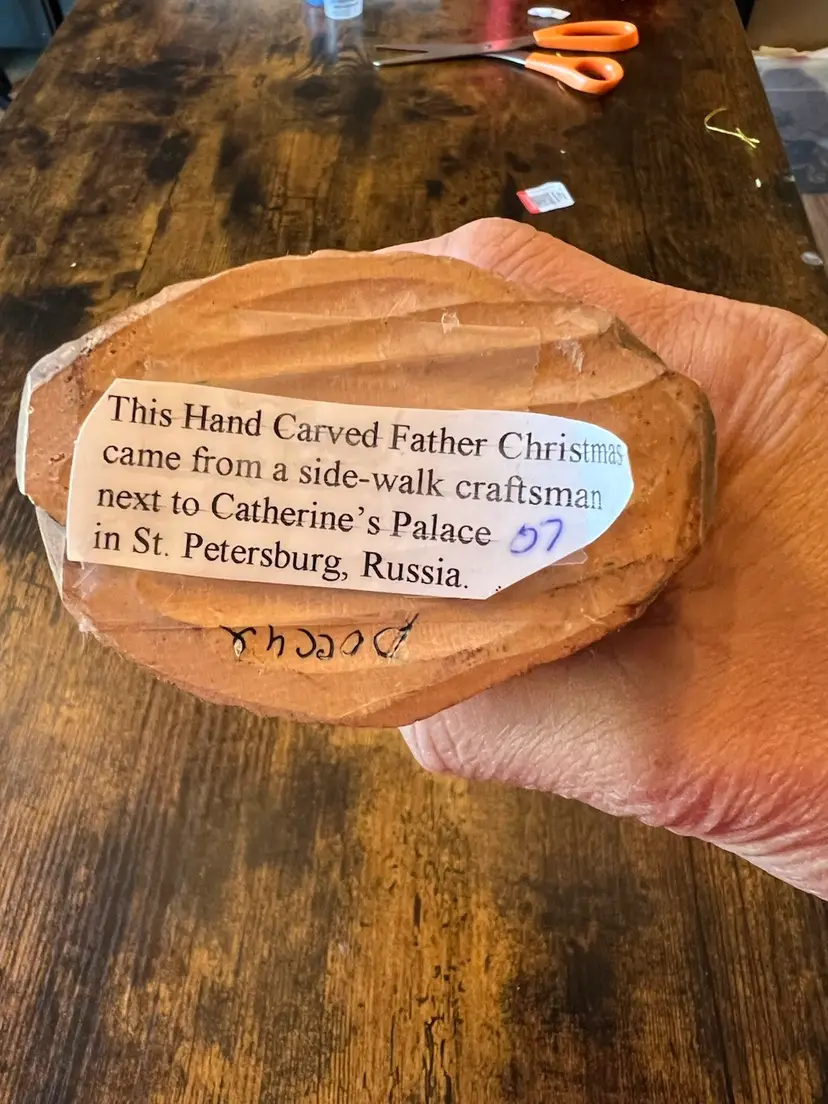 This Hand Carved Father Christmas
came from a side-walk craftsman
next to Catherine's Palace 07
in St. Petersburg, Russia.
Россия